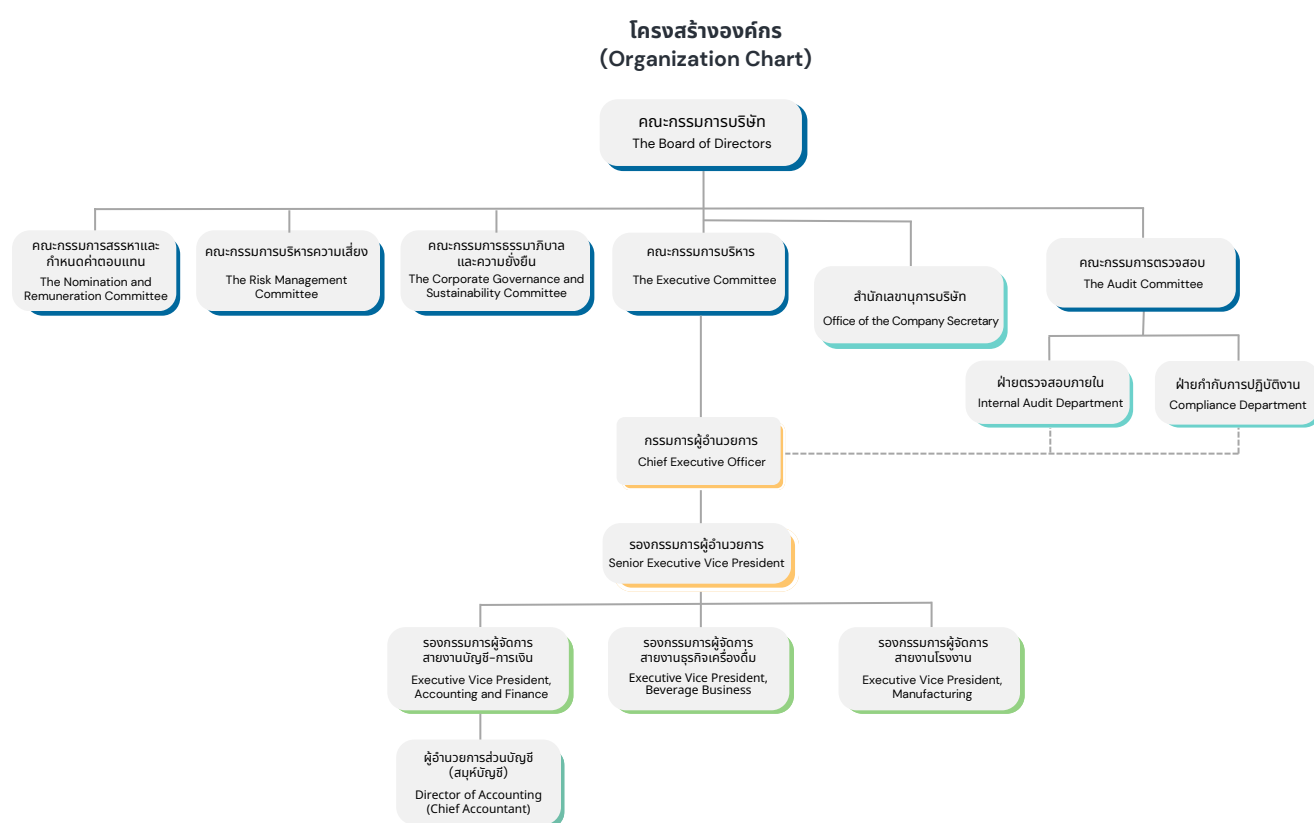 โครงสร้างองค์กร
(Organization Chart)
คณะกรรมการบริษัท
The Board of Directors
คณะกรรมการสรรหาและ
กำหนดค่าตอบแทน
The Nomination and
Remuneration Committee
คณะกรรมการบริหารความเสี่ยง
The Risk Management
Committee
คณะกรรมการธรรมาภิบาล
และความยั่งยืน
The Corporate Governance and
Sustainability Committee
คณะกรรมการบริหาร
The Executive Committee
สำนักเลขานุการบริษัท
Office of the Company Secretary
คณะกรรมการตรวจสอบ
The Audit Committee
ฝ่ายตรวจสอบภายใน
Internal Audit Department
ฝ่ายกำกับการปฏิบัติงาน
Compliance Department
กรรมการผู้อำนวยการ
Chief Executive Officer
รองกรรมการผู้อำนวยการ
Senior Executive Vice President
รองกรรมการผู้จัดการ
สายงานบัญชี-การเงิน
Executive Vice President,
Accounting and Finance
รองกรรมการผู้จัดการ
สายงานธุรกิจเครื่องดื่ม
Executive Vice President,
Beverage Business
รองกรรมการผู้จัดการ
สายงานโรงงาน
Executive Vice President,
Manufacturing
ผู้อำนวยการส่วนบัญชี
(สมุห์บัญชี)
Director of Accounting
(Chief Accountant)